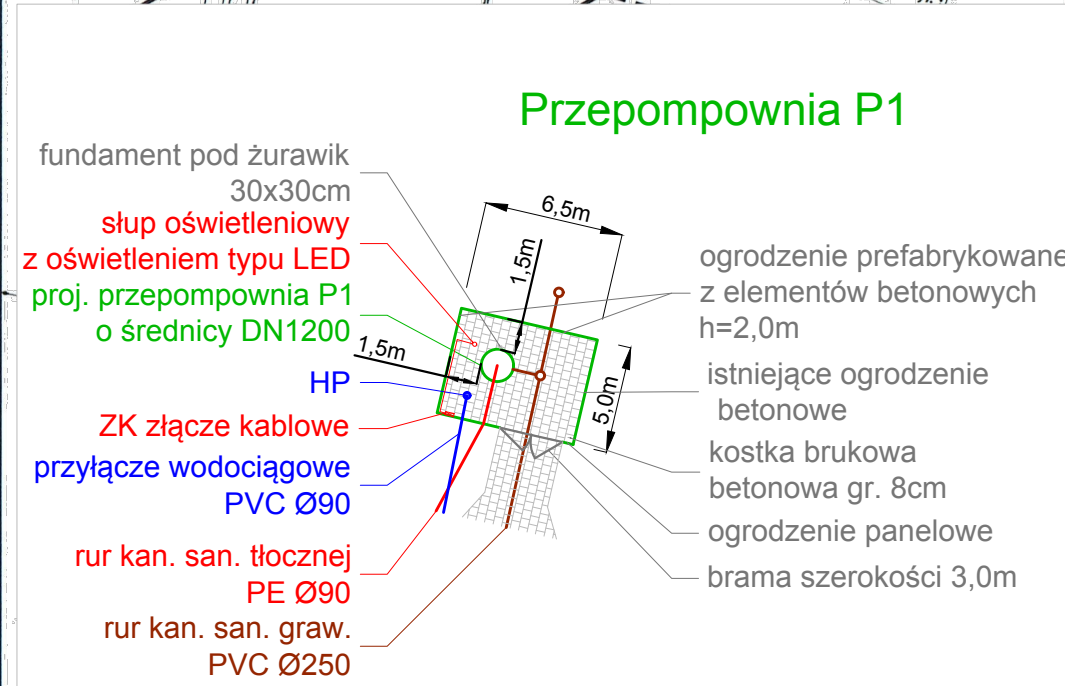 Przepompownia P1
fundament pod żurawik
30x30cm
słup oświetleniowy
z oświetleniem typu LED
proj. przepompownia P1
o średnicy DN1200
HP
ZK złącze kablowe
przyłącze wodociągowe
PVC Ø90
rur kan. san. tłocznej
PE Ø90
rur kan. san. graw.
PVC Ø250
6,5m
1,5m
1,5m
5,0m
ogrodzenie prefabrykowane
z elementów betonowych
h=2,0m
istniejące ogrodzenie
betonowe
kostka brukowa
betonowa gr. 8cm
ogrodzenie panelowe
brama szerokości 3,0m